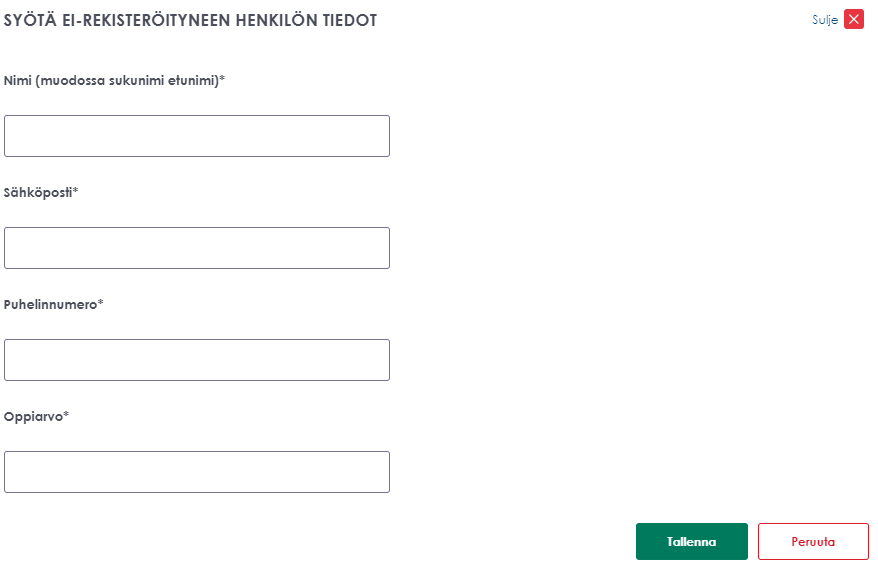 SYÖTÄ EI-REKISTERÖITYNEEN HENKILÖN TIEDOT
Sulje
Nimi (muodossa sukunimi etunimi)*
Sähköposti*
Puhelinnumero*
Oppiarvo*
Tallenna
Peruuta